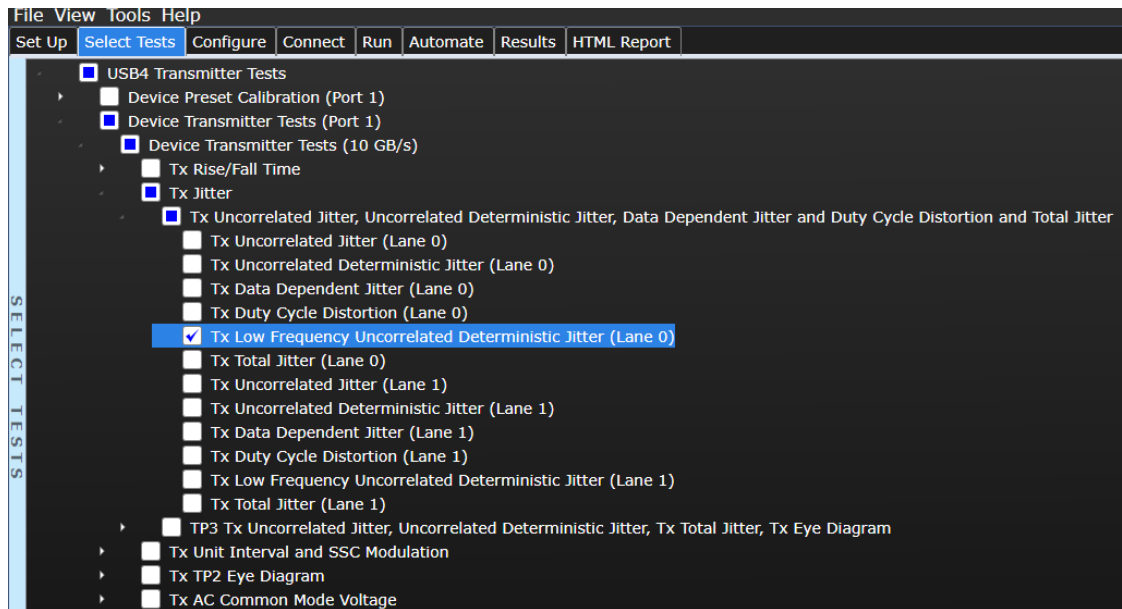 File View Tools Help
Set Up Select Tests Configure Connect Run Automate Results HTML Report
USB4 Transmitter Tests
Device Preset Calibration (Port 1)
Device Transmitter Tests (Port 1)
Device Transmitter Tests (10 GB/s)
Tx Rise/Fall Time
Tx Jitter
Tx Uncorrelated Jitter, Uncorrelated Deterministic Jitter, Data Dependent Jitter and Duty Cycle Distortion and Total Jitter
Tx Uncorrelated Jitter (Lane 0)
Tx Uncorrelated Deterministic Jitter (Lane 0)
Tx Data Dependent Jitter (Lane 0)
Tx Duty Cycle Distortion (Lane 0)
Tx Low Frequency Uncorrelated Deterministic Jitter (Lane 0)
Tx Total Jitter (Lane 0)
Tx Uncorrelated Jitter (Lane 1)
Tx Uncorrelated Deterministic Jitter (Lane 1)
Tx Data Dependent Jitter (Lane 1)
Tx Duty Cycle Distortion (Lane 1)
Tx Low Frequency Uncorrelated Deterministic Jitter (Lane 1)
Tx Total Jitter (Lane 1)
TP3 Tx Uncorrelated Jitter, Uncorrelated Deterministic Jitter, Tx Total Jitter, Tx Eye Diagram
Tx Unit Interval and SSC Modulation
Tx TP2 Eye Diagram
Tx AC Common Mode Voltage
SELECT TESTS